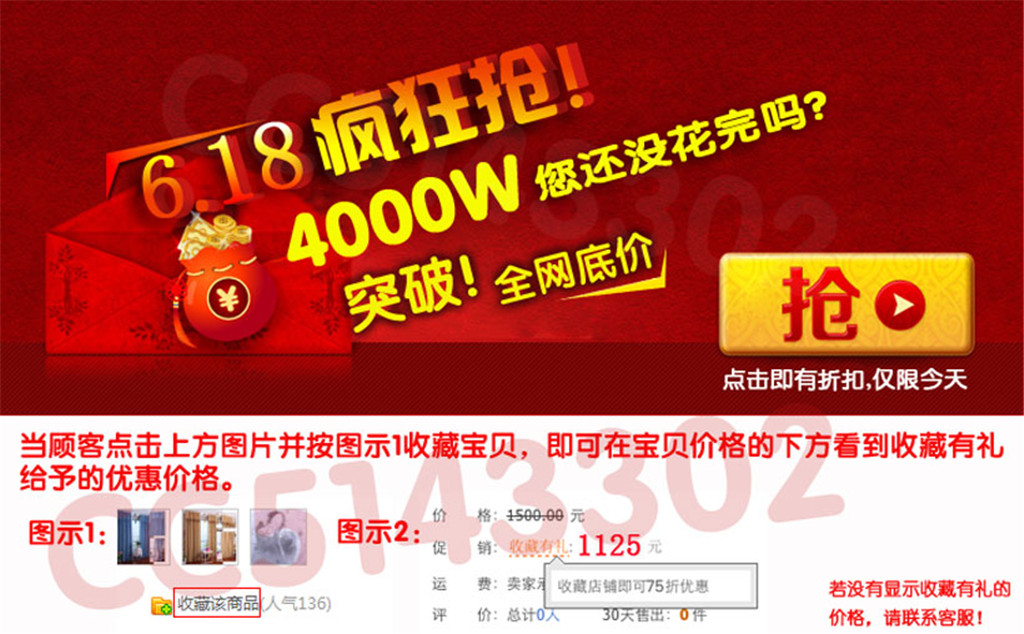 6.18疯狂抢!
4000W 您还没花完吗?
突破! 全网底价
抢
点击即有折扣,仅限今天
当顾客点击上方图片并按图示1收藏宝贝，即可在宝贝价格的下方看到收藏有礼
给予的优惠价格。
图示1:
收藏该商品(人气136)
图示2:
价 格: 1500.00 元
促 销: 收藏有礼: 1125 元
收藏店铺即可75折优惠
运 费: 卖家承
评 价: 总计0人 30天售出: 0 件
若没有显示收藏有礼的
价格，请联系客服!
CC5143302
CC5143302